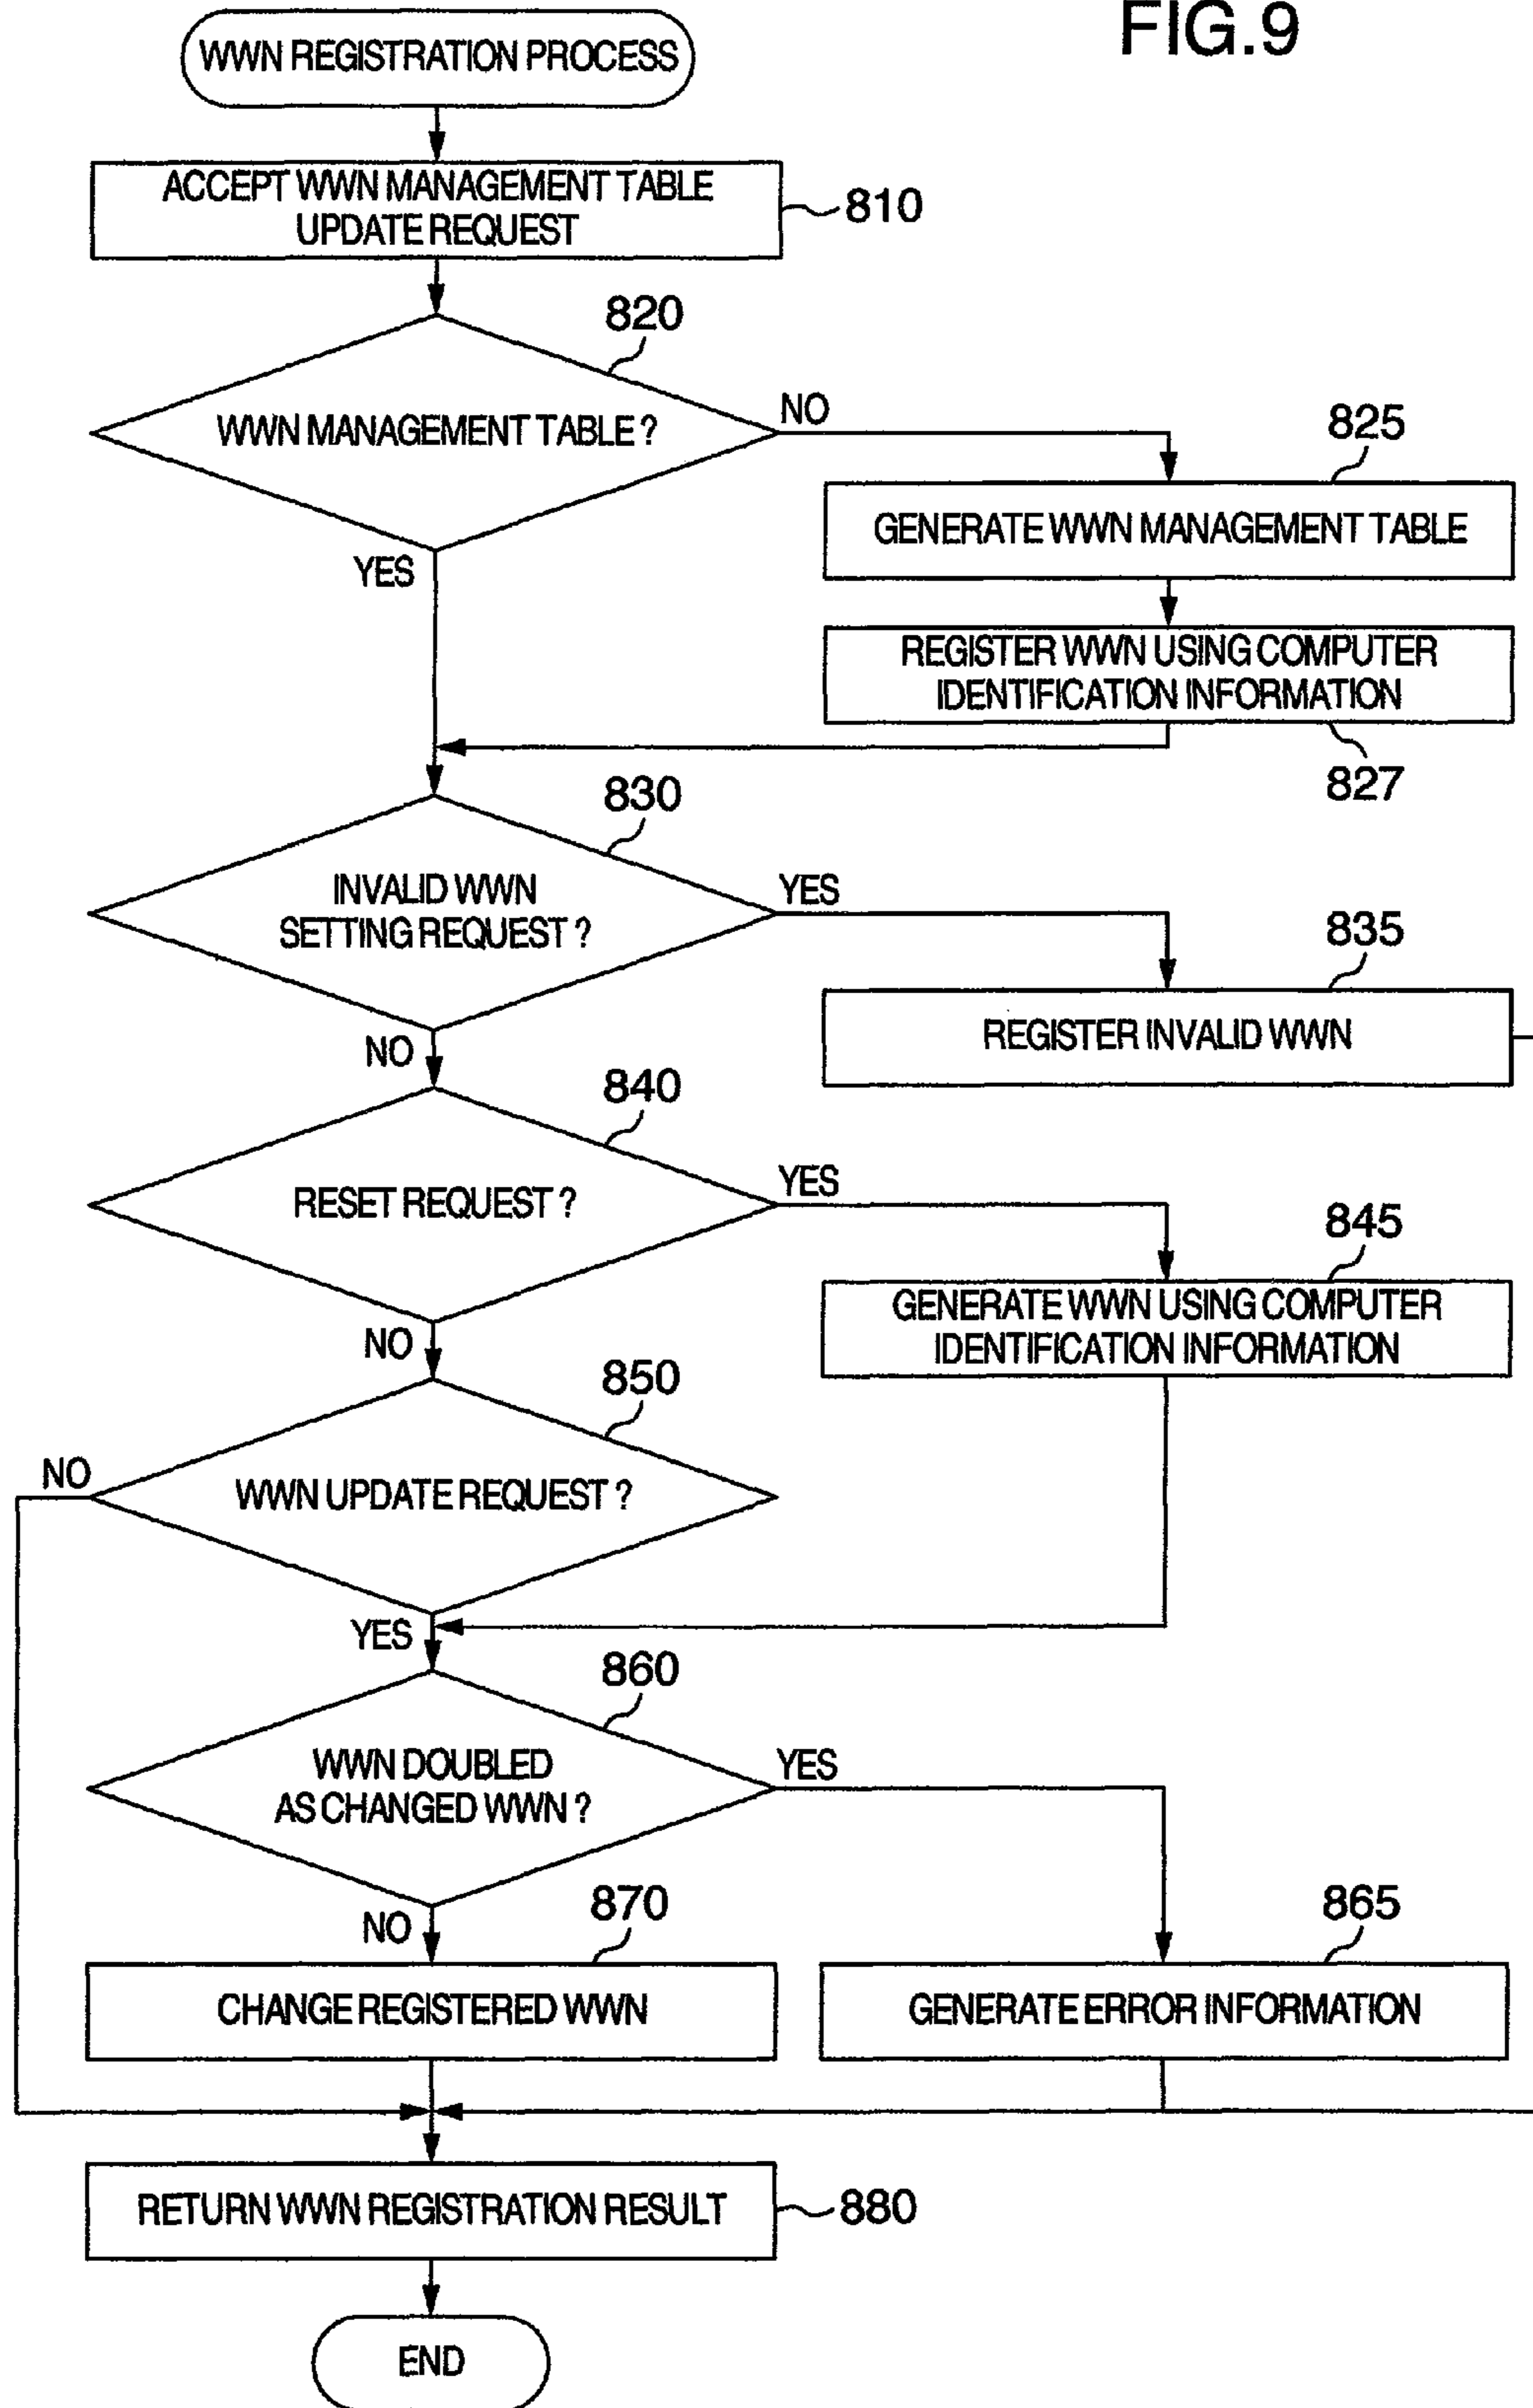 FIG.9
WWN REGISTRATION PROCESS
ACCEPT WWN MANAGEMENT TABLE
UPDATE REQUEST
810
820
WWN MANAGEMENT TABLE ?
NO
YES
825
GENERATE WWN MANAGEMENT TABLE
REGISTER WWN USING COMPUTER
IDENTIFICATION INFORMATION
827
830
INVALID WWN
SETTING REQUEST ?
YES
NO
835
REGISTER INVALID WWN
840
RESET REQUEST ?
YES
NO
845
GENERATE WWN USING COMPUTER
IDENTIFICATION INFORMATION
850
WWN UPDATE REQUEST ?
NO
YES
860
WWN DOUBLED
AS CHANGED WWN ?
YES
NO
870
CHANGE REGISTERED WWN
865
GENERATE ERROR INFORMATION
RETURN WWN REGISTRATION RESULT
880
END